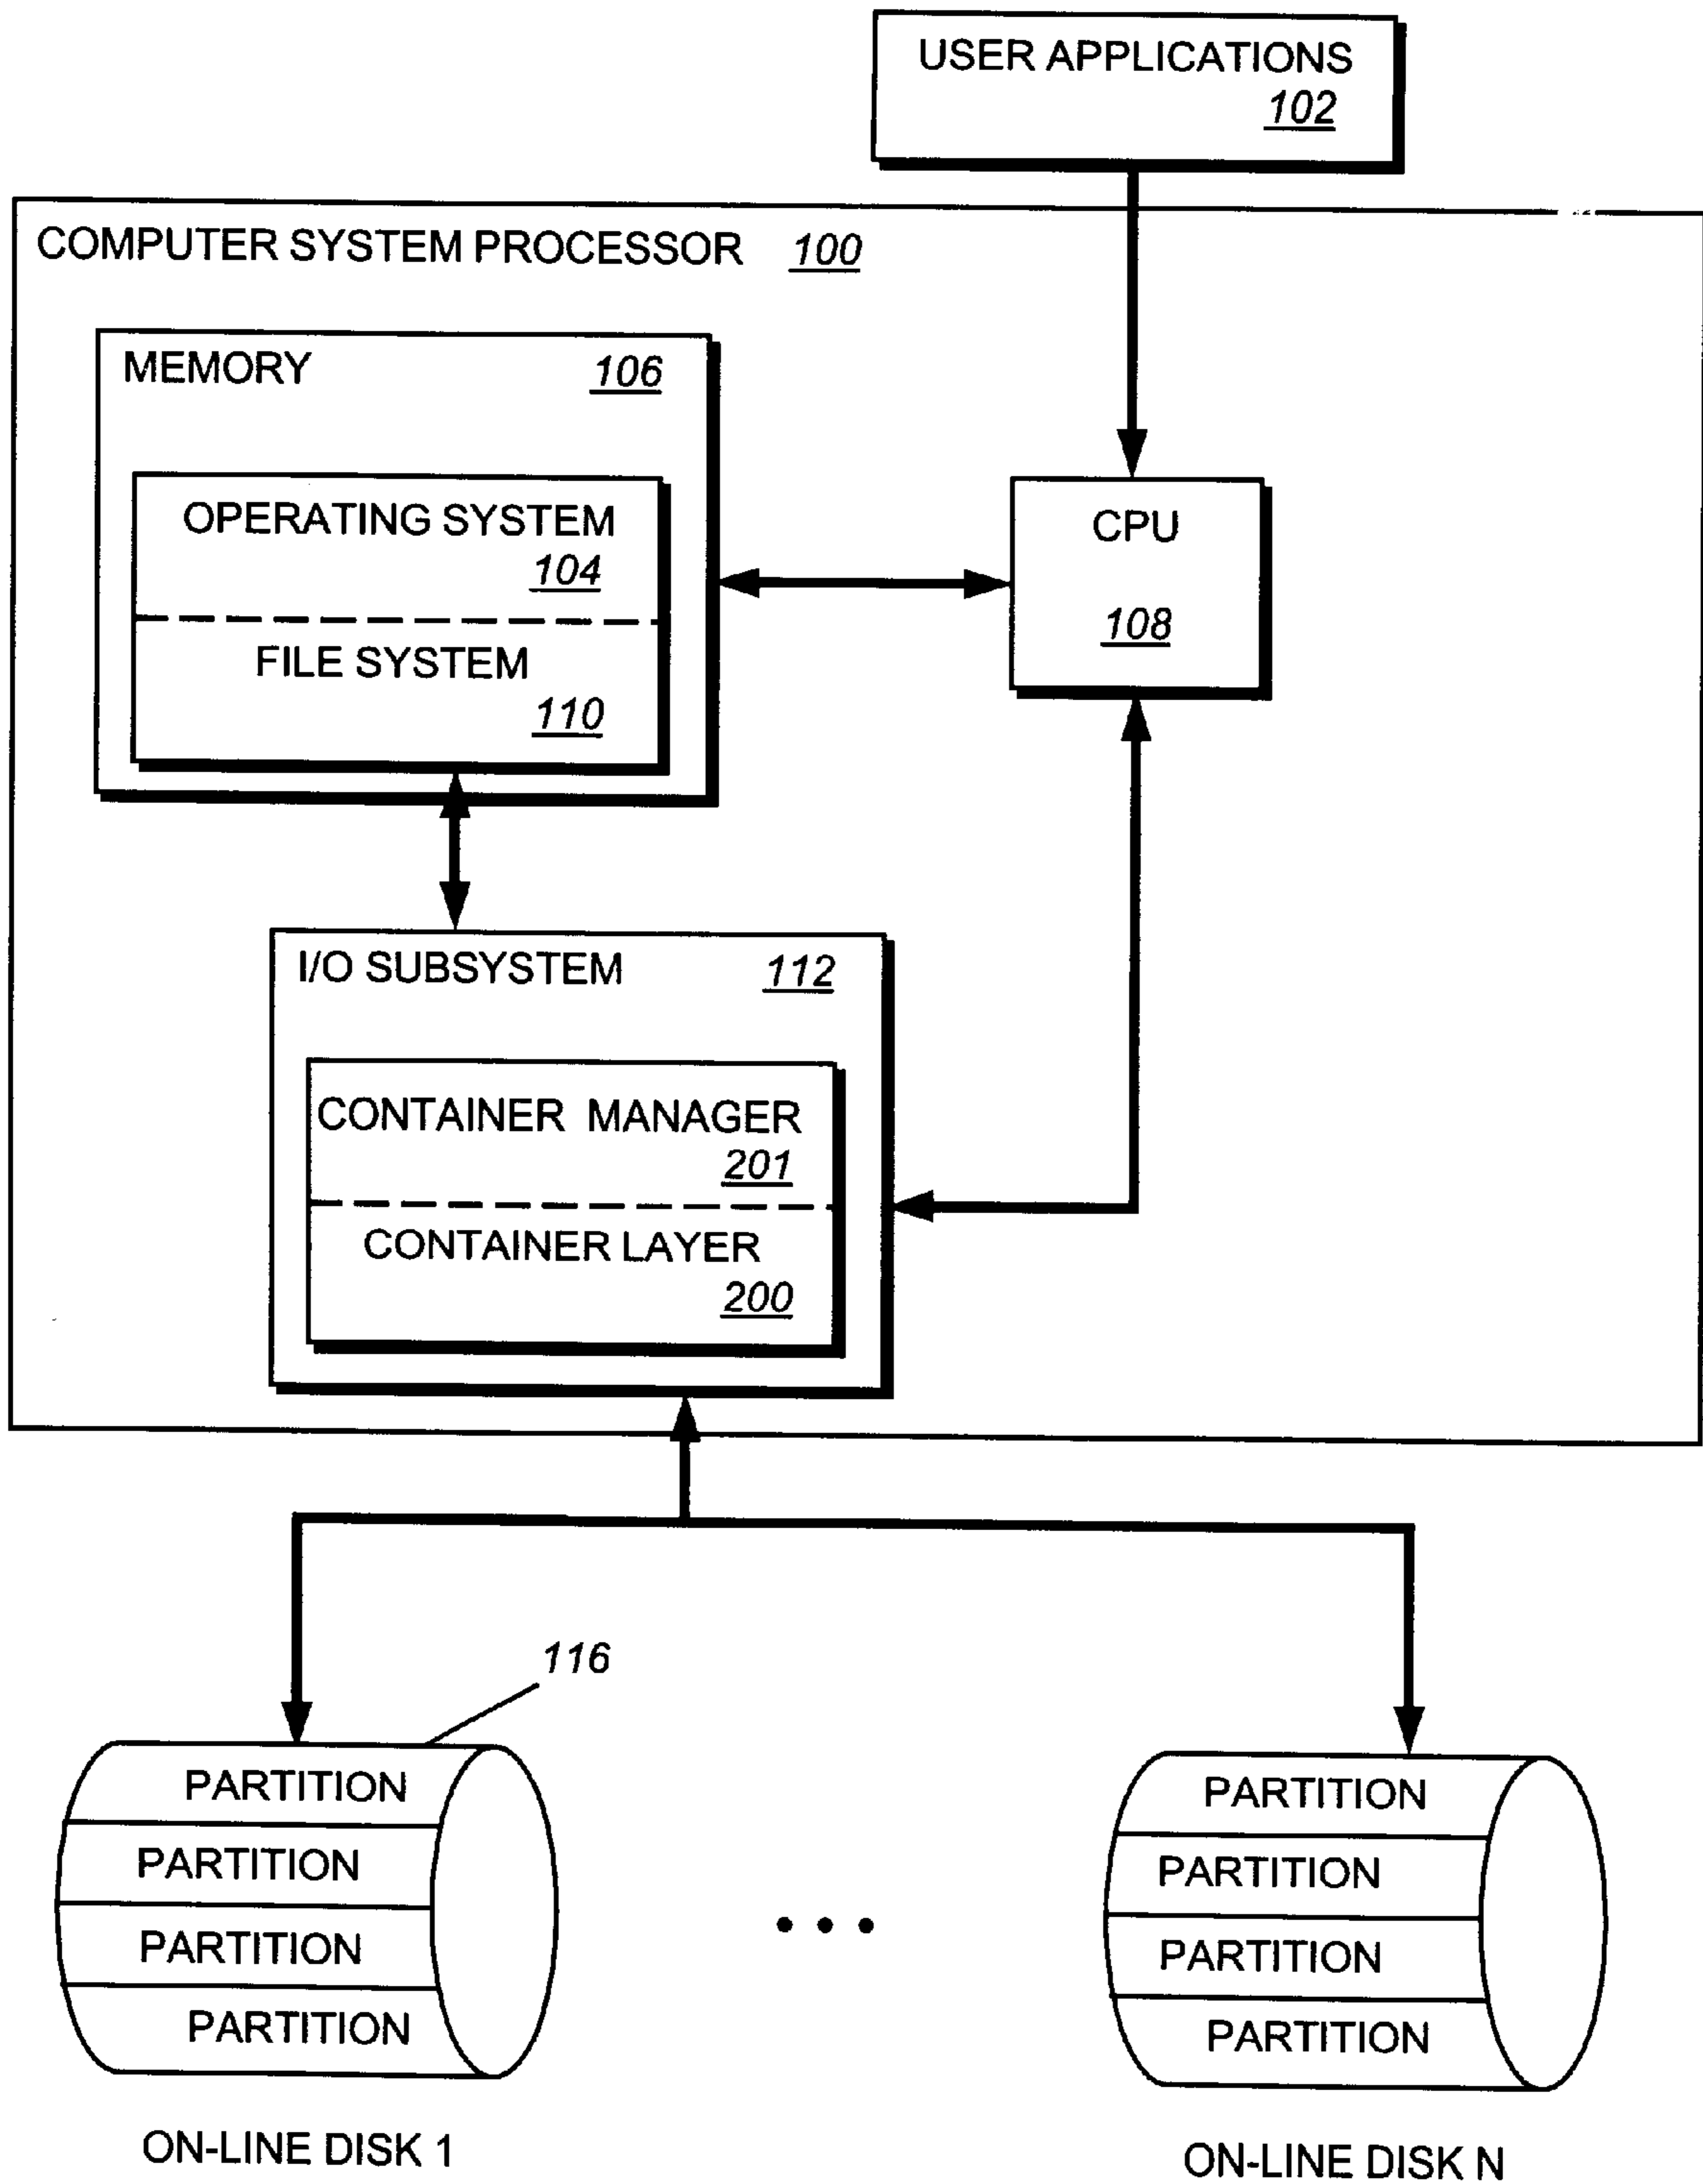 USER APPLICATIONS
102
COMPUTER SYSTEM PROCESSOR 100
MEMORY 106
OPERATING SYSTEM
104
FILE SYSTEM
110
CPU
108
I/O SUBSYSTEM 112
CONTAINER MANAGER
201
CONTAINER LAYER
200
116
PARTITION
PARTITION
PARTITION
PARTITION
ON-LINE DISK 1
PARTITION
PARTITION
PARTITION
PARTITION
ON-LINE DISK N